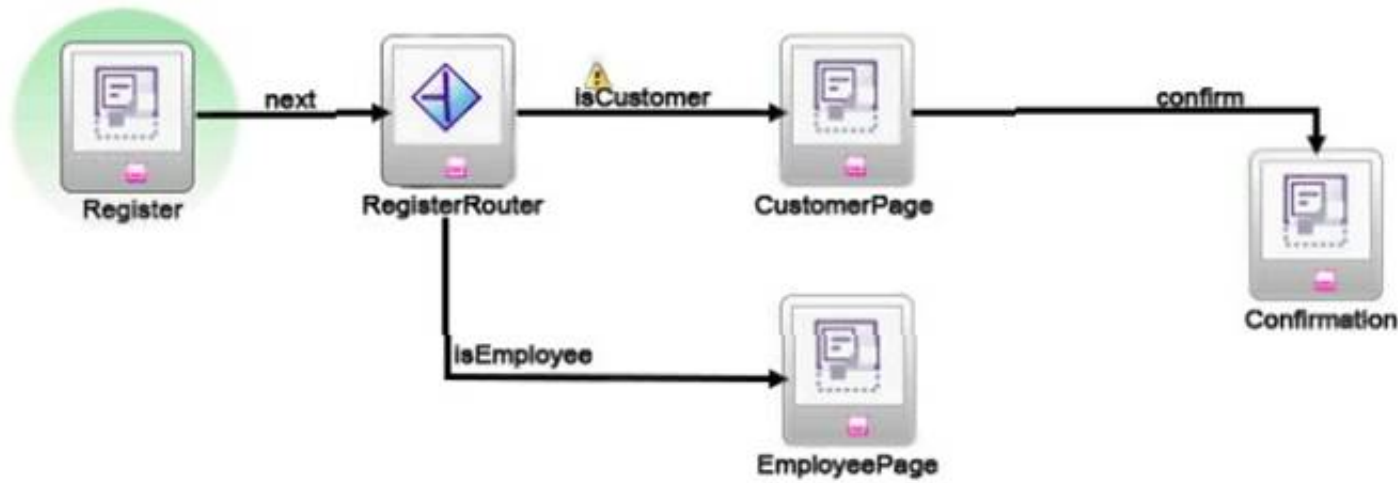 next
isCustomer
confirm
Register
RegisterRouter
CustomerPage
Confirmation
isEmployee
EmployeePage